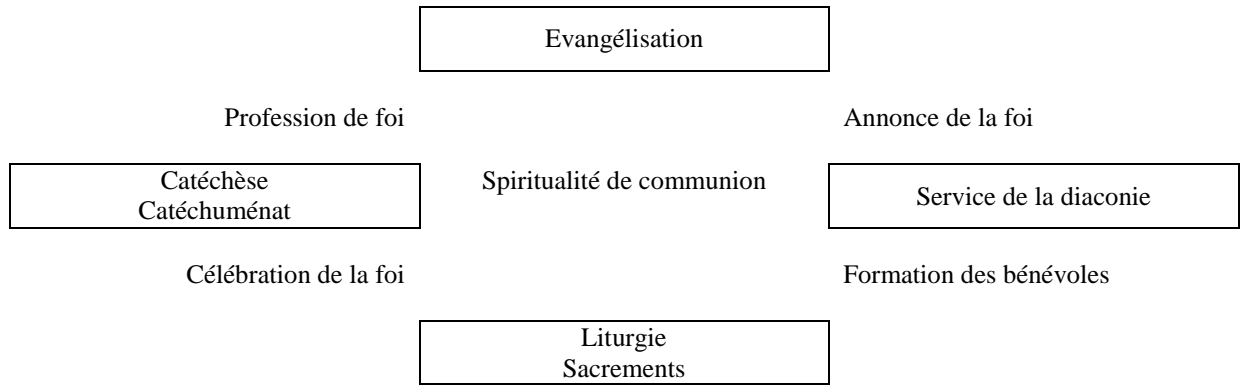 Evangélisation
Profession de foi
Annonce de la foi
Catéchèse
Catéchuménat
Spiritualité de communion
Service de la diaconie
Célébration de la foi
Formation des bénévoles
Liturgie
Sacrements